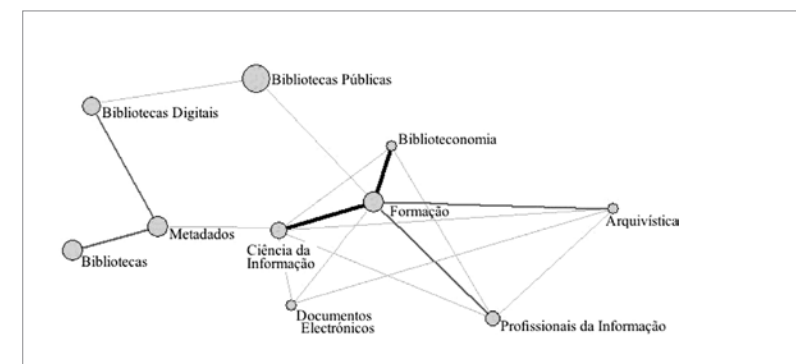 Bibliotecas Públicas
Bibliotecas Digitais
Biblioteconomia
Formação
Arquivística
Metadados
Ciência da
Informação
Bibliotecas
Documentos
Electrónicos
Profissionais da Informação